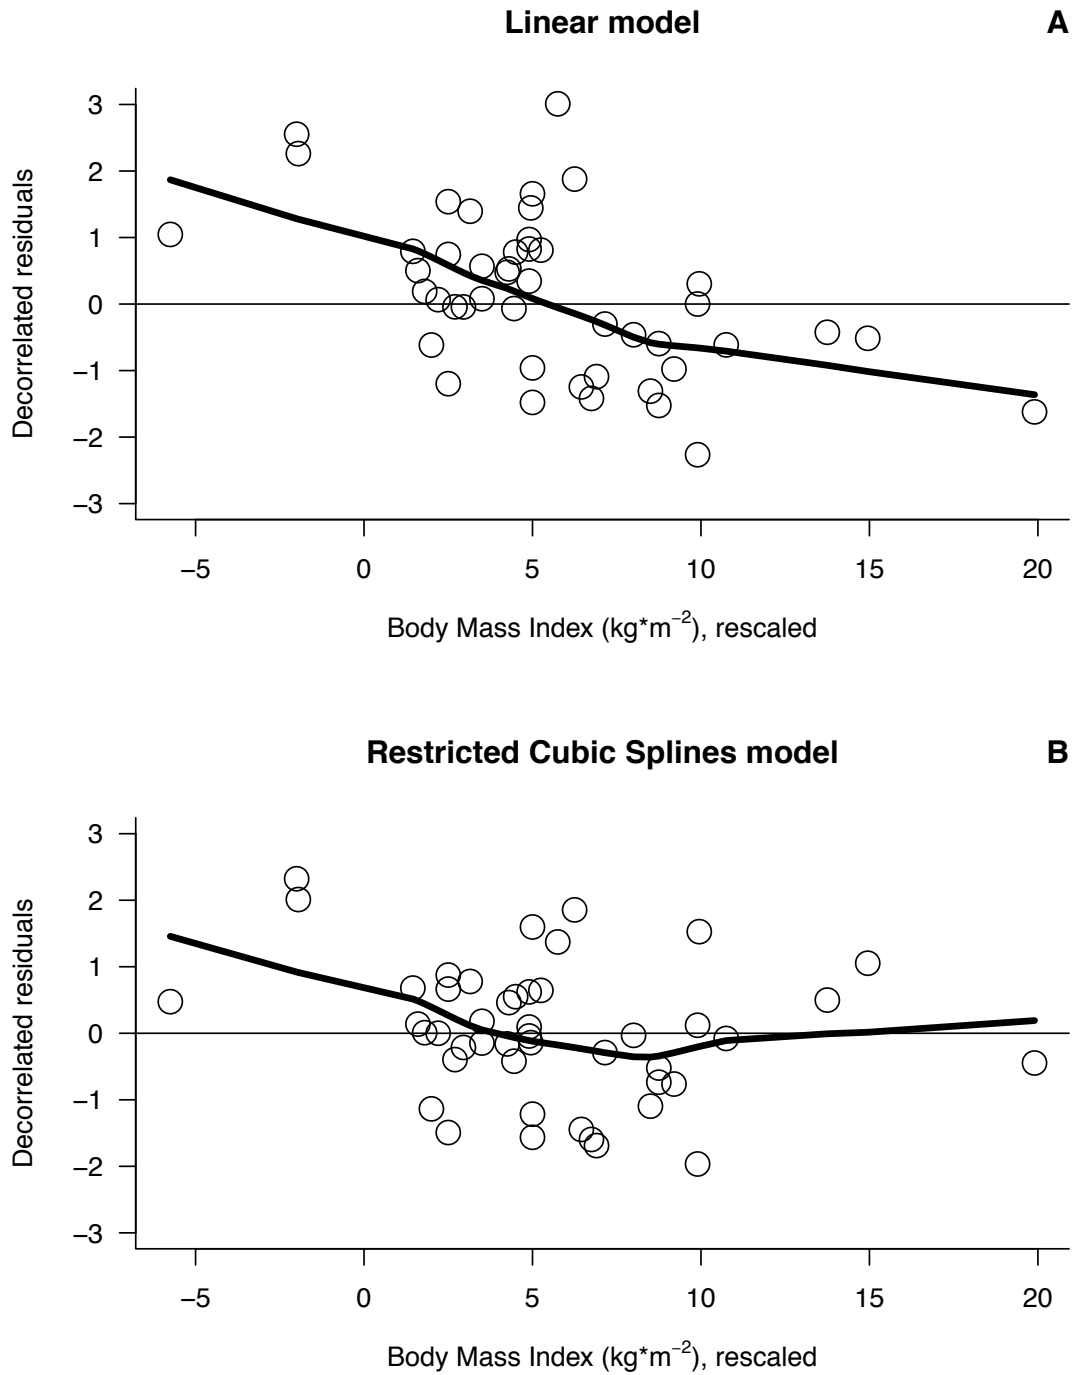 Linear model A
3
2
1
0
−1
−2
−3
Decorrelated residuals
−5 0 5 10 15 20
Body Mass Index (kg*m⁻²), rescaled
Restricted Cubic Splines model B
3
2
1
0
−1
−2
−3
Decorrelated residuals
−5 0 5 10 15 20
Body Mass Index (kg*m⁻²), rescaled